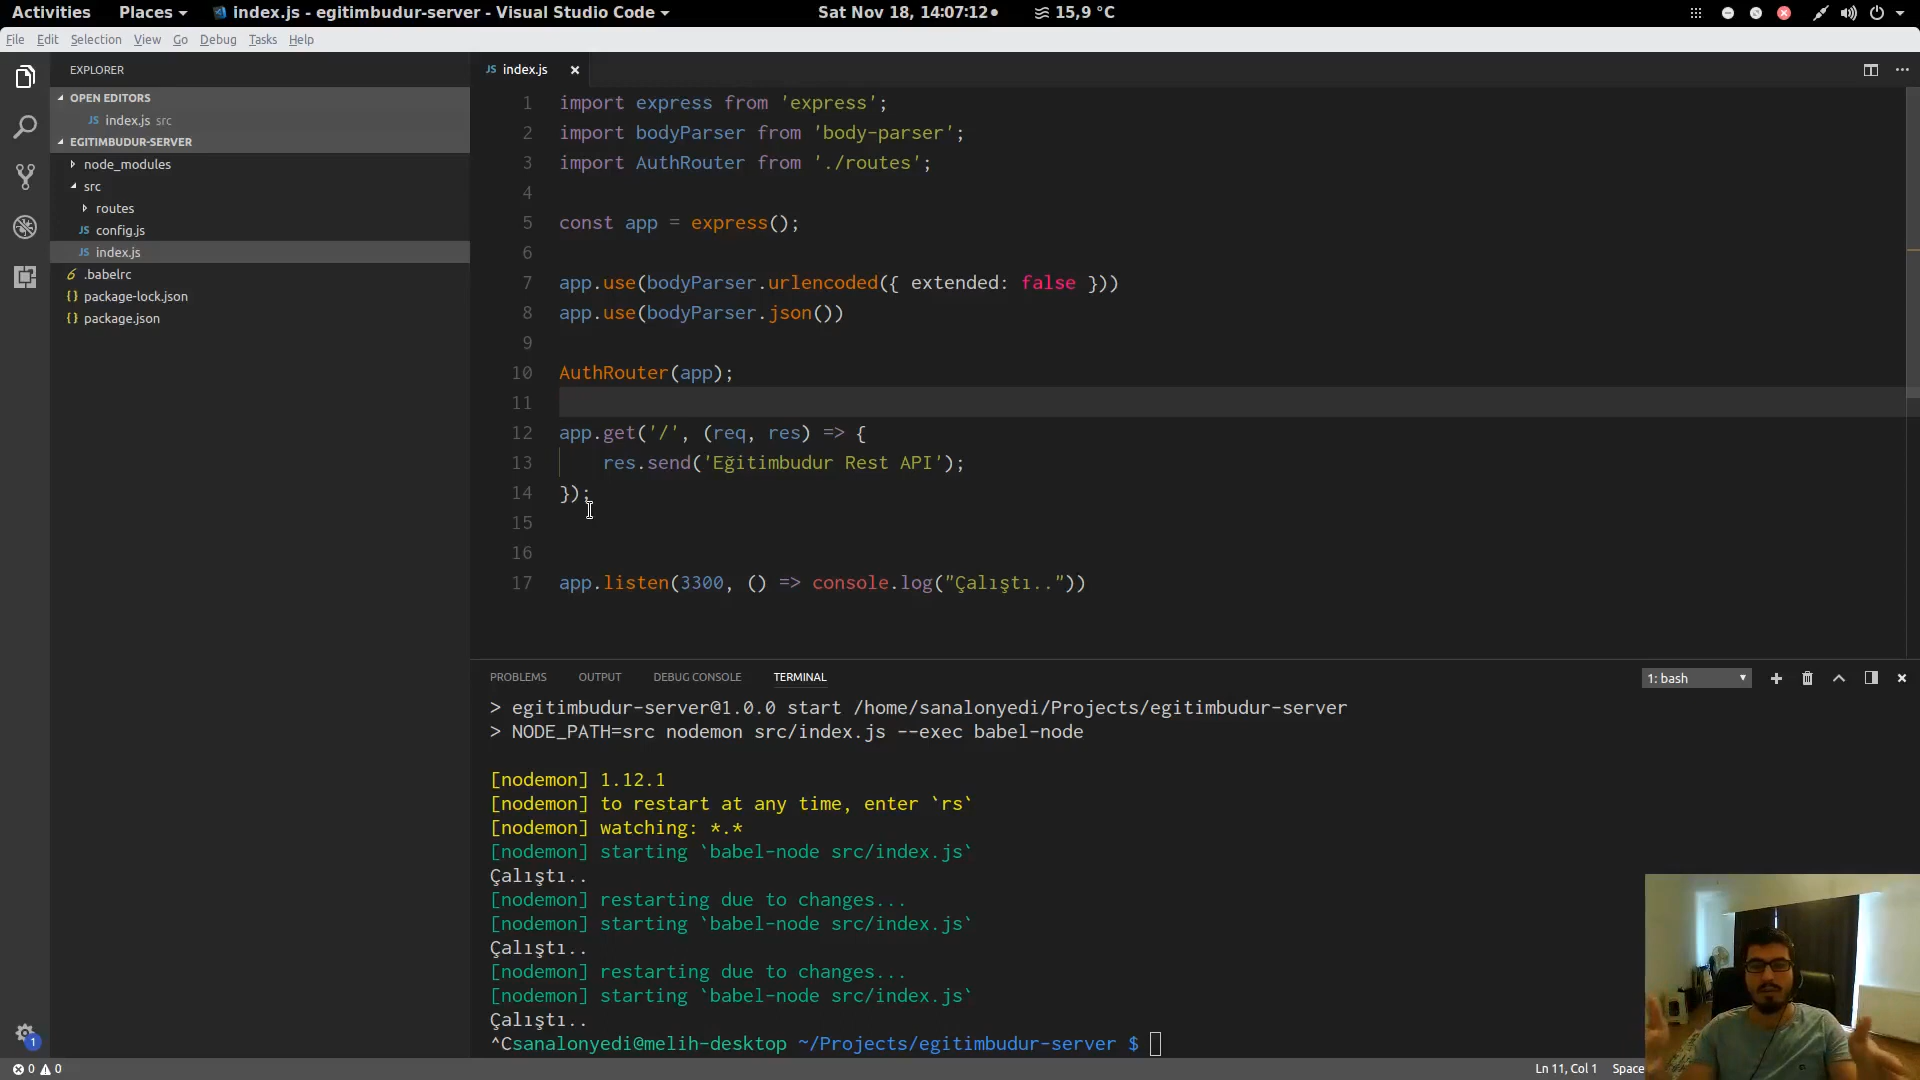 Activities Places index.js - egitimbudur-server - Visual Studio Code Sat Nov 18, 14:07:12 15,9 °C
File Edit Selection View Go Debug Tasks Help
EXPLORER
OPEN EDITORS
JS index.js src
EGITIMBUDUR-SERVER
node_modules
src
routes
JS config.js
JS index.js
6 .babelrc
{} package-lock.json
{} package.json
JS index.js
1 import express from 'express';
2 import bodyParser from 'body-parser';
3 import AuthRouter from './routes';
4
5 const app = express();
6
7 app.use(bodyParser.urlencoded({ extended: false }))
8 app.use(bodyParser.json())
9
10 AuthRouter(app);
11
12 app.get('/', (req, res) => {
13 res.send('Eğitimbudur Rest API');
14 });
15
16
17 app.listen(3300, () => console.log("Çalıştı.."))
PROBLEMS OUTPUT DEBUG CONSOLE TERMINAL 1: bash
> egitimbudur-server@1.0.0 start /home/sanalonyedi/Projects/egitimbudur-server
> NODE_PATH=src nodemon src/index.js --exec babel-node
[nodemon] 1.12.1
[nodemon] to restart at any time, enter `rs`
[nodemon] watching: *.*
[nodemon] starting `babel-node src/index.js`
Çalıştı..
[nodemon] restarting due to changes...
[nodemon] starting `babel-node src/index.js`
Çalıştı..
[nodemon] restarting due to changes...
[nodemon] starting `babel-node src/index.js`
Çalıştı..
^Csanalonyedi@melih-desktop ~/Projects/egitimbudur-server $
1
0 0 Ln 11, Col 1 Space